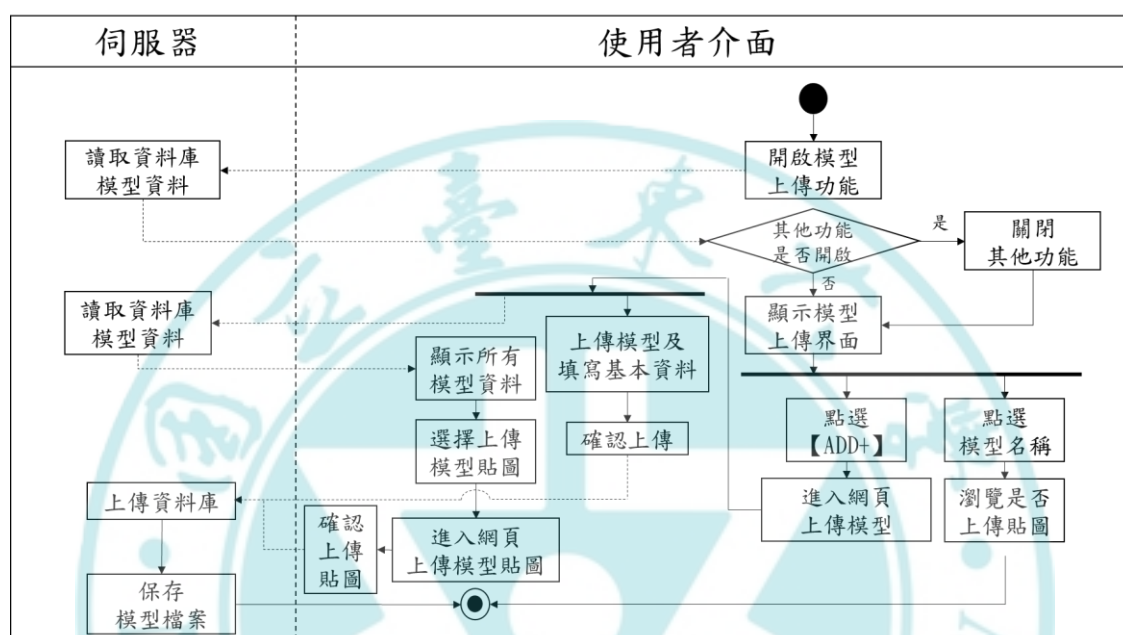 伺服器
使用者介面
開啟模型
上傳功能
讀取資料庫
模型資料
其他功能
是否開啟
是
關閉
其他功能
否
顯示模型
上傳界面
讀取資料庫
模型資料
上傳模型及
填寫基本資料
顯示所有
模型資料
選擇上傳
模型貼圖
確認上傳
點選
【ADD+】
點選
模型名稱
上傳資料庫
確認
上傳
貼圖
進入網頁
上傳模型貼圖
進入網頁
上傳模型
瀏覽是否
上傳貼圖
保存
模型檔案